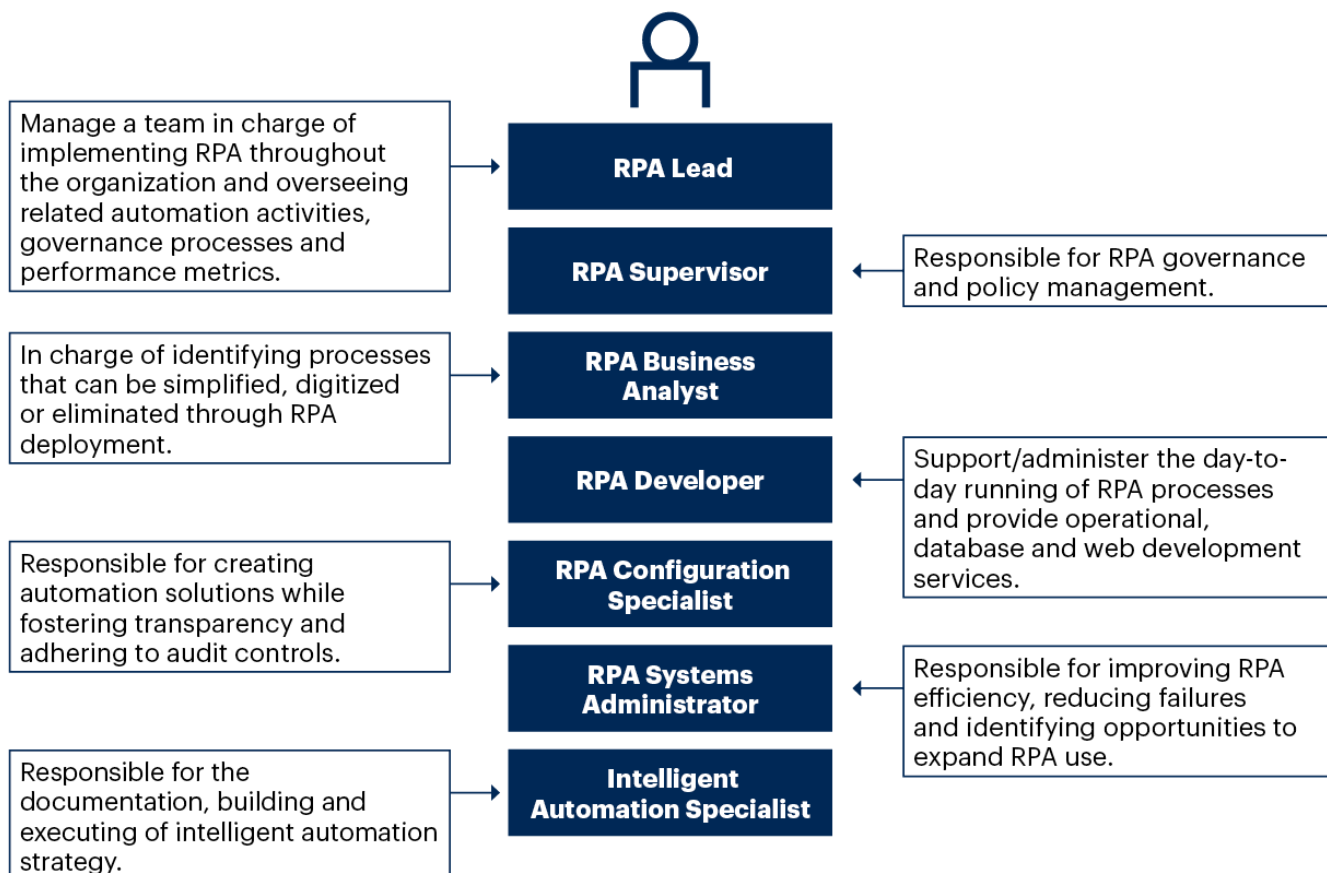 Manage a team in charge of
implementing RPA throughout
the organization and overseeing
related automation activities,
governance processes and
performance metrics.
RPA Lead
RPA Supervisor
Responsible for RPA governance
and policy management.
In charge of identifying processes
that can be simplified, digitized
or eliminated through RPA
deployment.
RPA Business
Analyst
RPA Developer
Support/administer the day-to-
day running of RPA processes
and provide operational,
database and web development
services.
Responsible for creating
automation solutions while
fostering transparency and
adhering to audit controls.
RPA Configuration
Specialist
RPA Systems
Administrator
Responsible for improving RPA
efficiency, reducing failures
and identifying opportunities to
expand RPA use.
Responsible for the
documentation, building and
executing of intelligent automation
strategy.
Intelligent
Automation Specialist